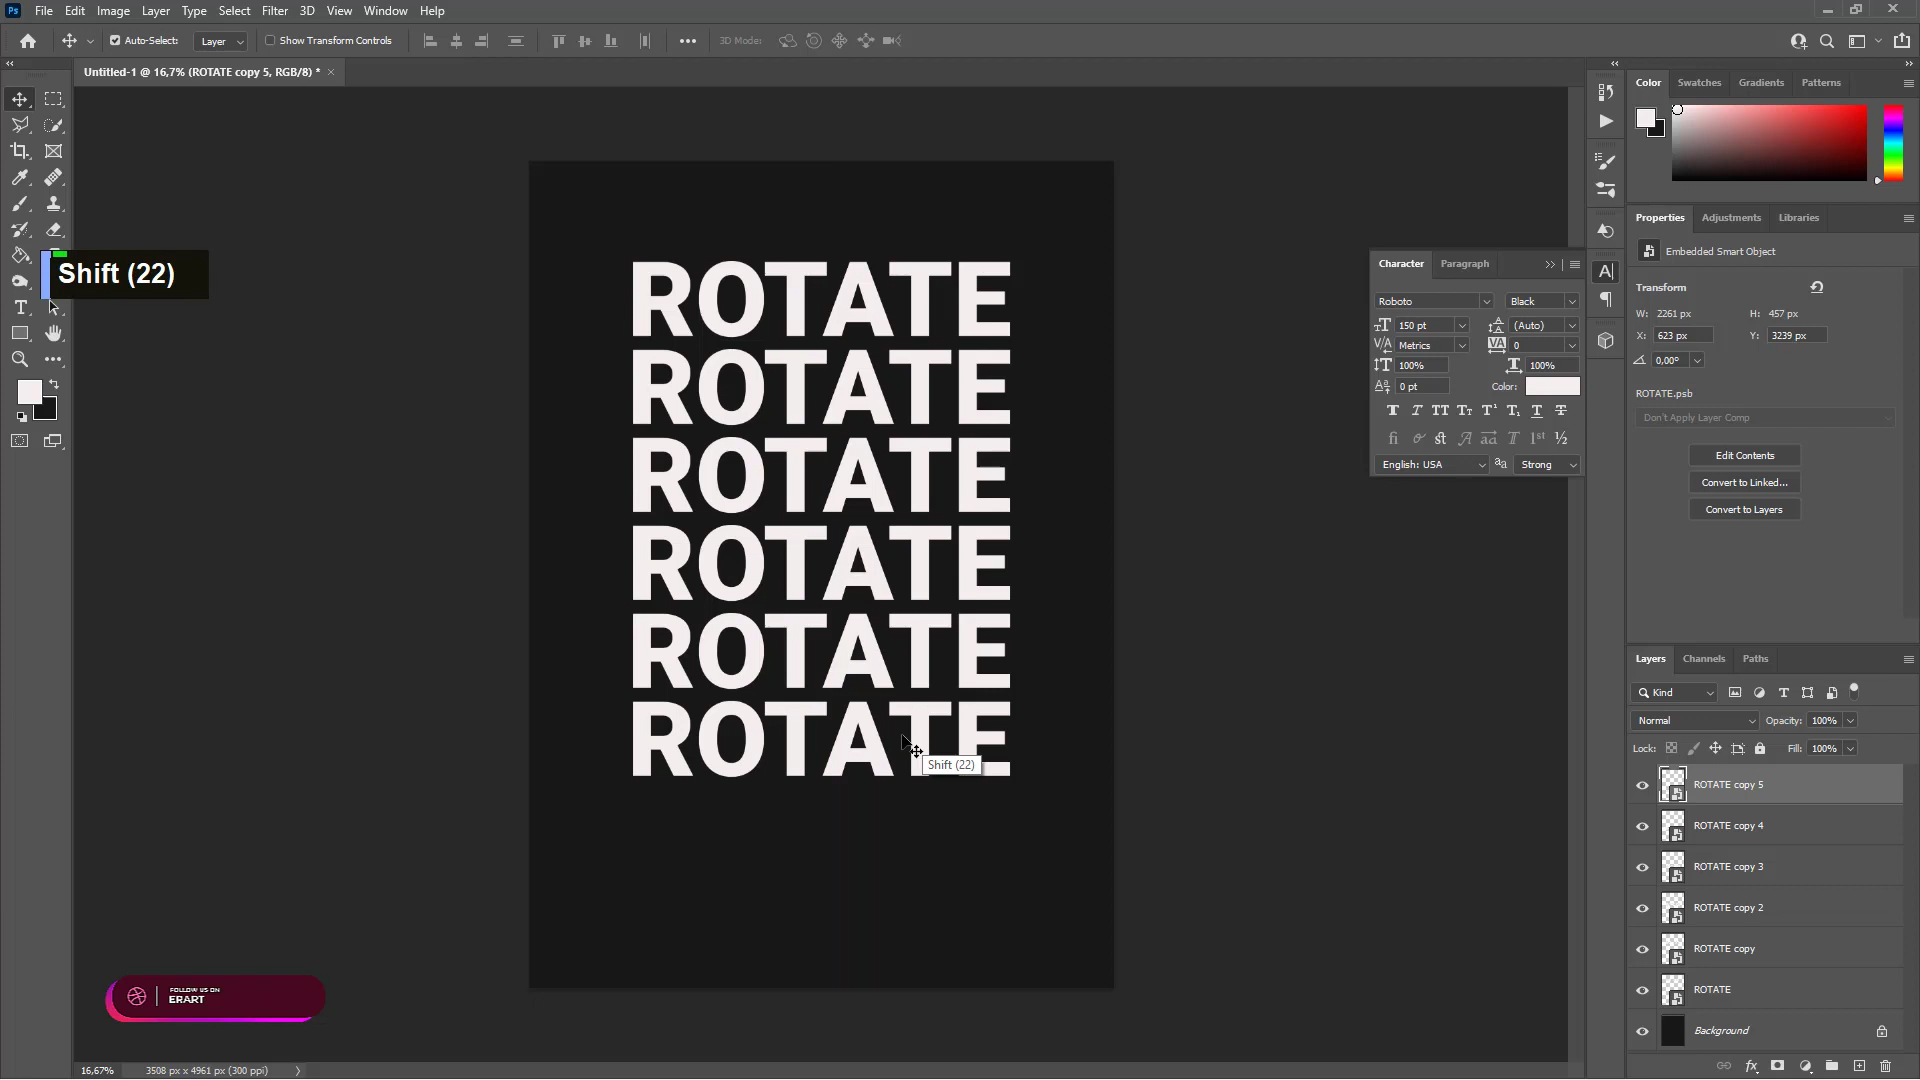 Ps File Edit Image Layer Type Select Filter 3D View Window Help
Auto-Select: Layer Show Transform Controls 3D Mode:
Untitled-1 @ 16,7% (ROTATE copy 5, RGB/8) *
Shift (22)
ROTATE
ROTATE
ROTATE
ROTATE
ROTATE
ROTATE
Shift (22)
FOLLOW US ON
ERART
16,67% 3508 px x 4961 px (300 ppi)
Character Paragraph
Roboto Black
150 pt (Auto)
Metrics 0
100% 100%
0 pt Color:
English: USA Strong
Color Swatches Gradients Patterns
Properties Adjustments Libraries
Embedded Smart Object
Transform
W: 2261 px H: 457 px
X: 623 px Y: 3239 px
0,00°
ROTATE.psb
Don't Apply Layer Comp
Edit Contents
Convert to Linked...
Convert to Layers
Layers Channels Paths
Kind
Normal Opacity: 100%
Lock: Fill: 100%
ROTATE copy 5
ROTATE copy 4
ROTATE copy 3
ROTATE copy 2
ROTATE copy
ROTATE
Background